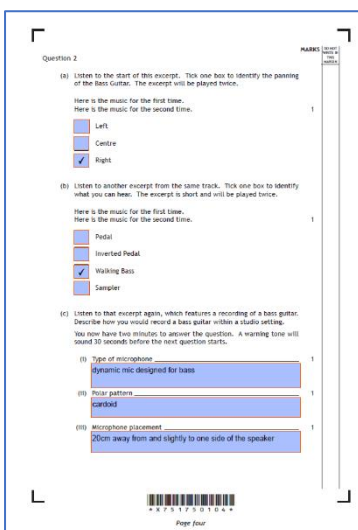 MARKS
DO NOT WRITE IN THIS MARGIN
Question 2
(a) Listen to the start of this excerpt. Tick one box to identify the panning
of the Bass Guitar. The excerpt will be played twice.
Here is the music for the first time.
Here is the music for the second time. 1
Left
Centre
✓ Right
(b) Listen to another excerpt from the same track. Tick one box to identify
what you can hear. The excerpt is short and will be played twice.
Here is the music for the first time.
Here is the music for the second time. 1
Pedal
Inverted Pedal
✓ Walking Bass
Sampler
(c) Listen to that excerpt again, which features a recording of a bass guitar.
Describe how you would record a bass guitar within a studio setting.
You now have two minutes to answer the question. A warning tone will
sound 30 seconds before the next question starts.
(i) Type of microphone 1
dynamic mic designed for bass
(ii) Polar pattern 1
cardoid
(iii) Microphone placement 1
20cm away from and slightly to one side of the speaker
*X751750104*
Page four